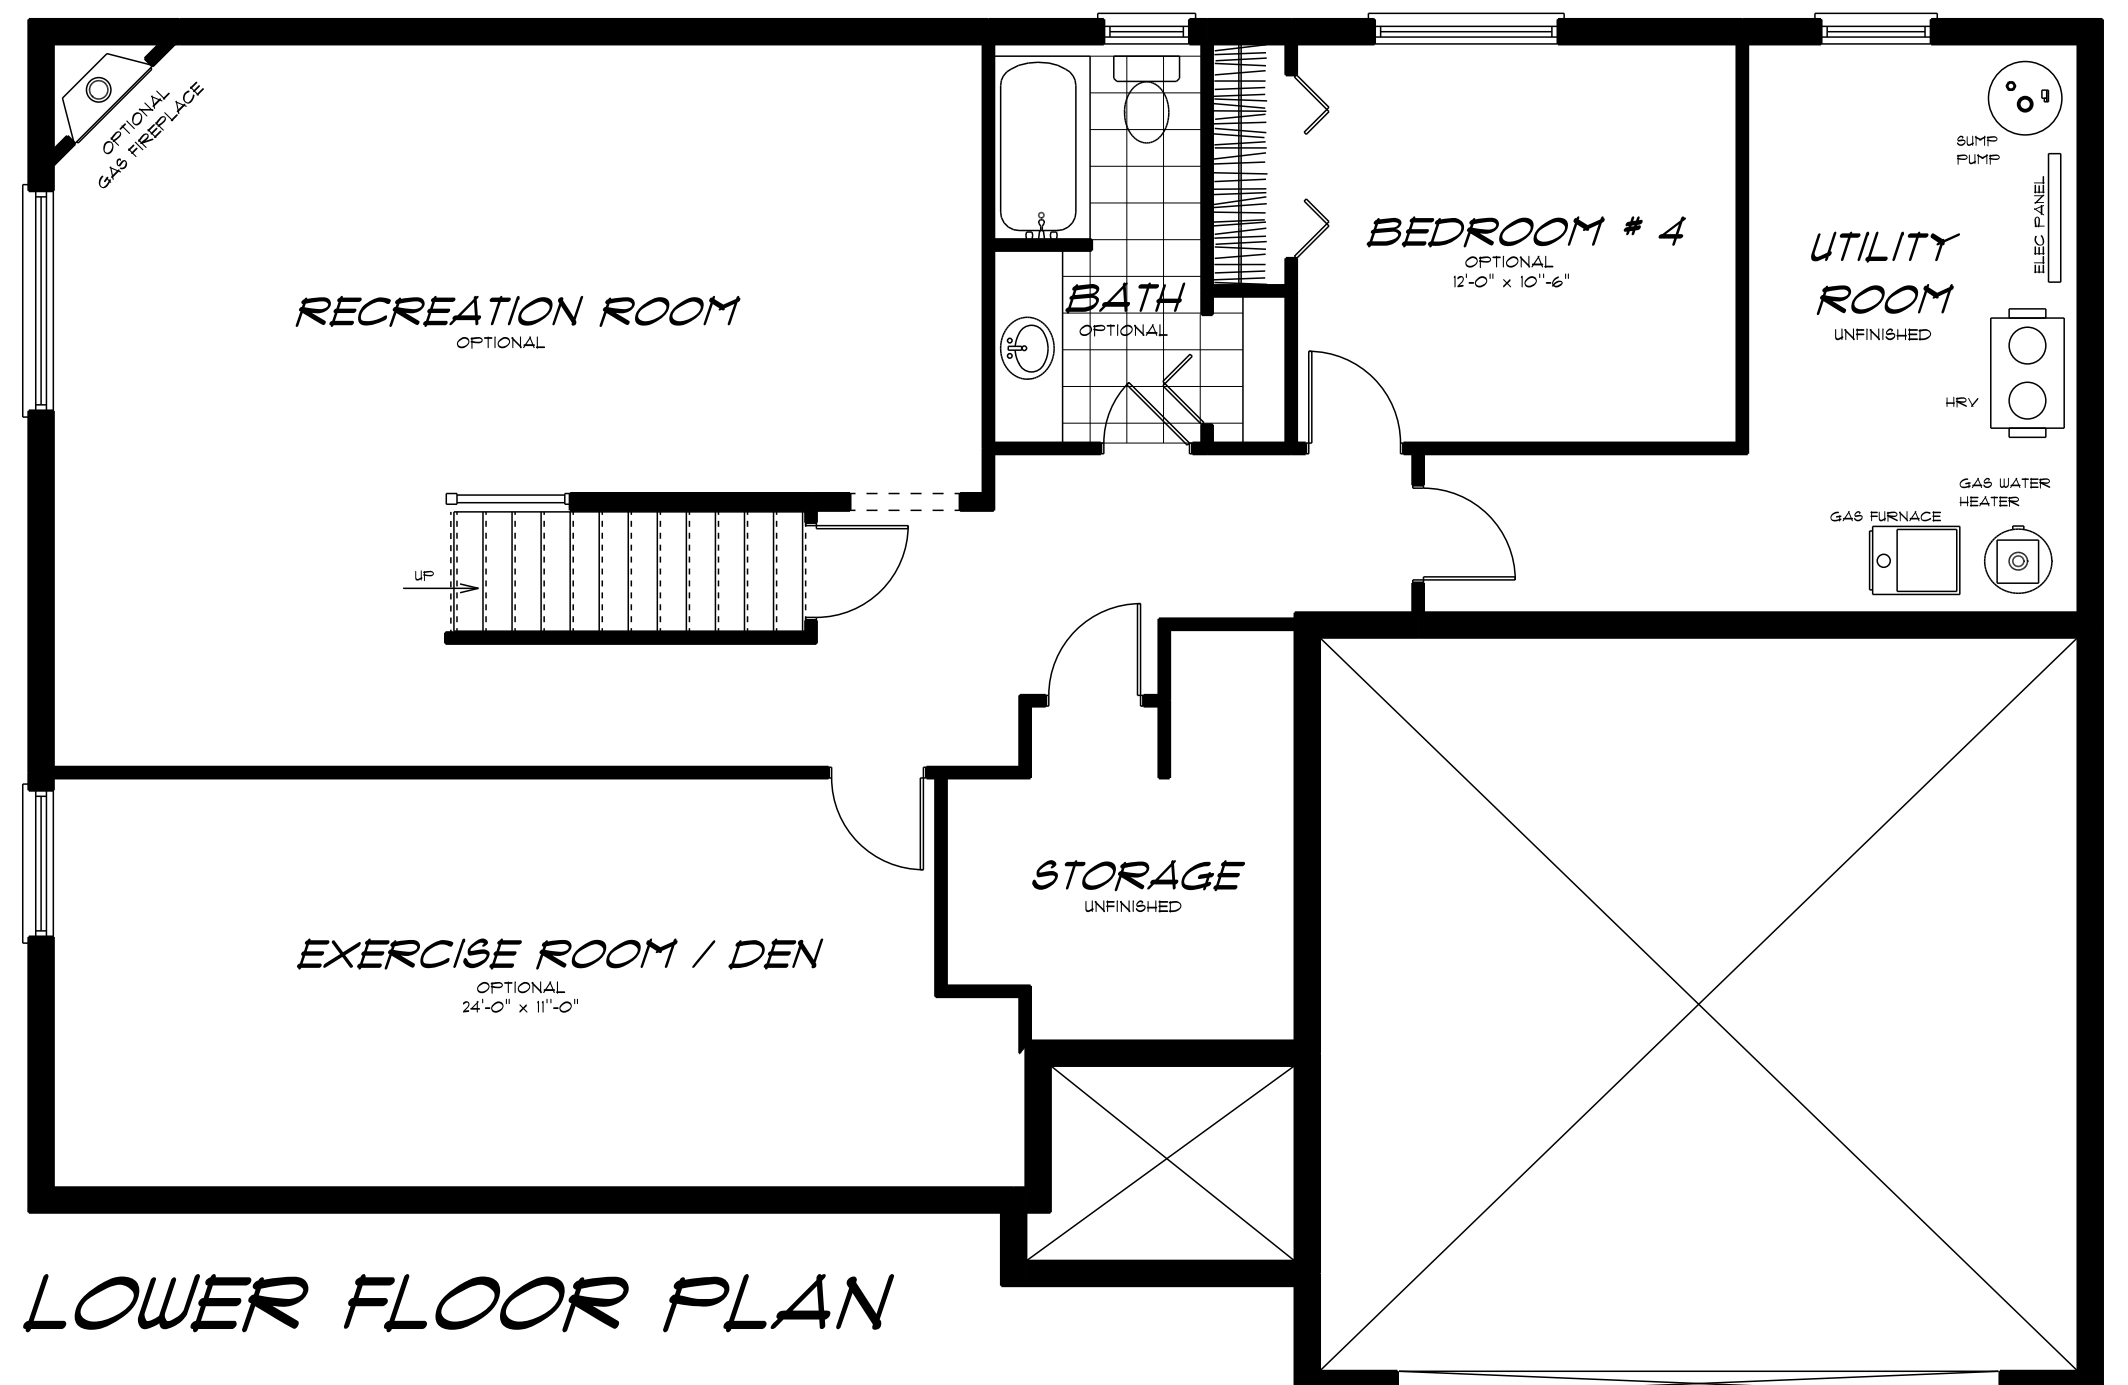 OPTIONAL
GAS FIREPLACE
RECREATION ROOM
OPTIONAL
BATH
OPTIONAL
BEDROOM # 4
OPTIONAL
12'-0" x 10''-6"
SUMP
PUMP
ELEC PANEL
UTILITY
ROOM
UNFINISHED
HRV
GAS WATER
HEATER
GAS FURNACE
UP
STORAGE
UNFINISHED
EXERCISE ROOM / DEN
OPTIONAL
24'-0" x 11''-0"
LOWER FLOOR PLAN